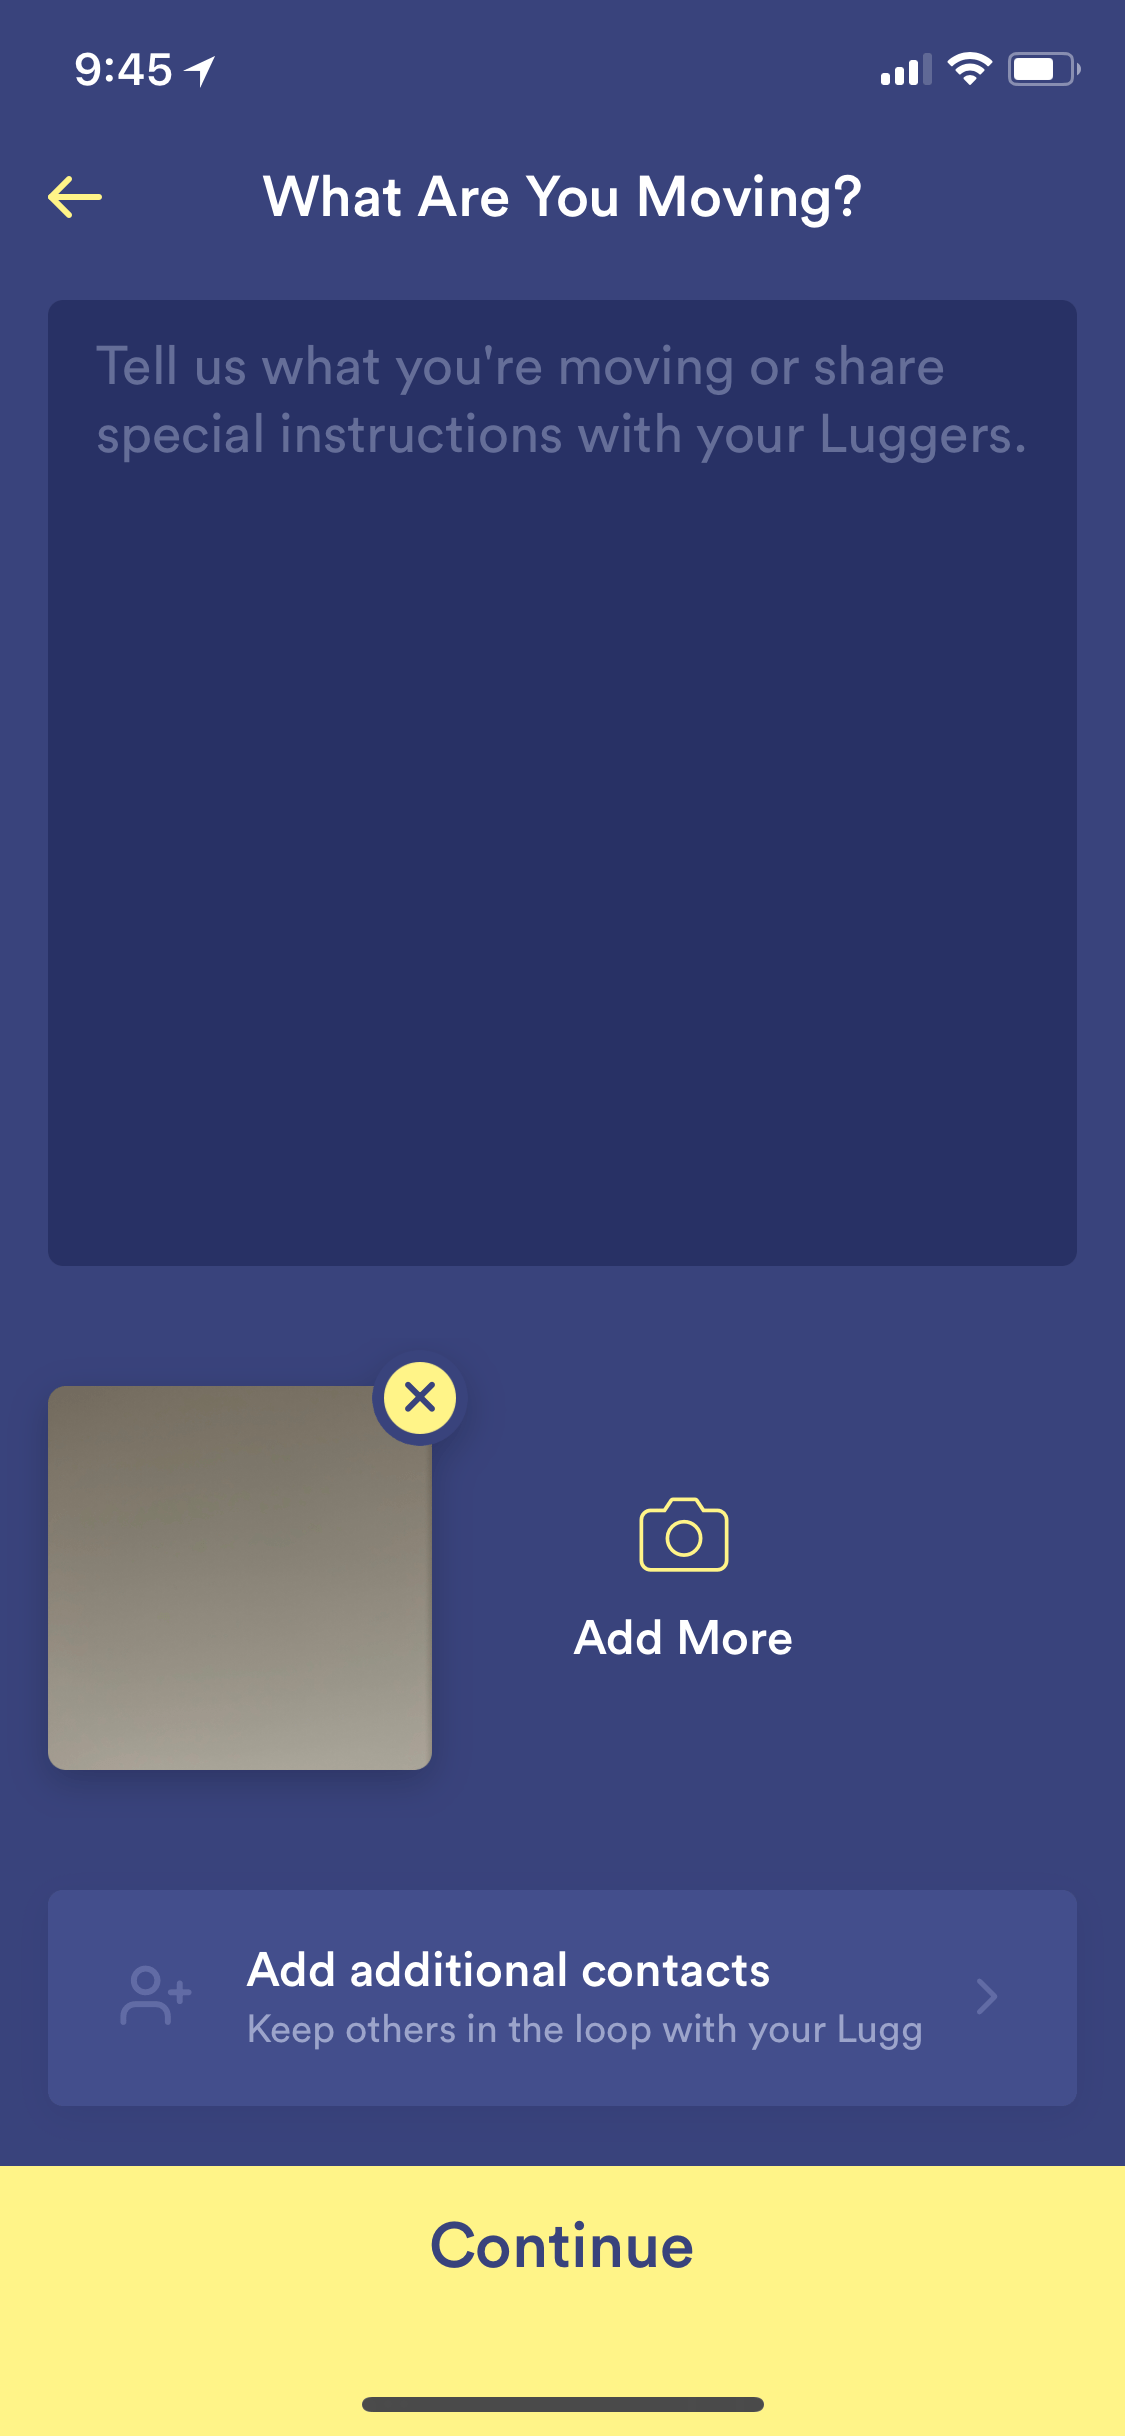 9:45
What Are You Moving?
Tell us what you're moving or share
special instructions with your Luggers.
Add More
Add additional contacts
Keep others in the loop with your Lugg
Continue